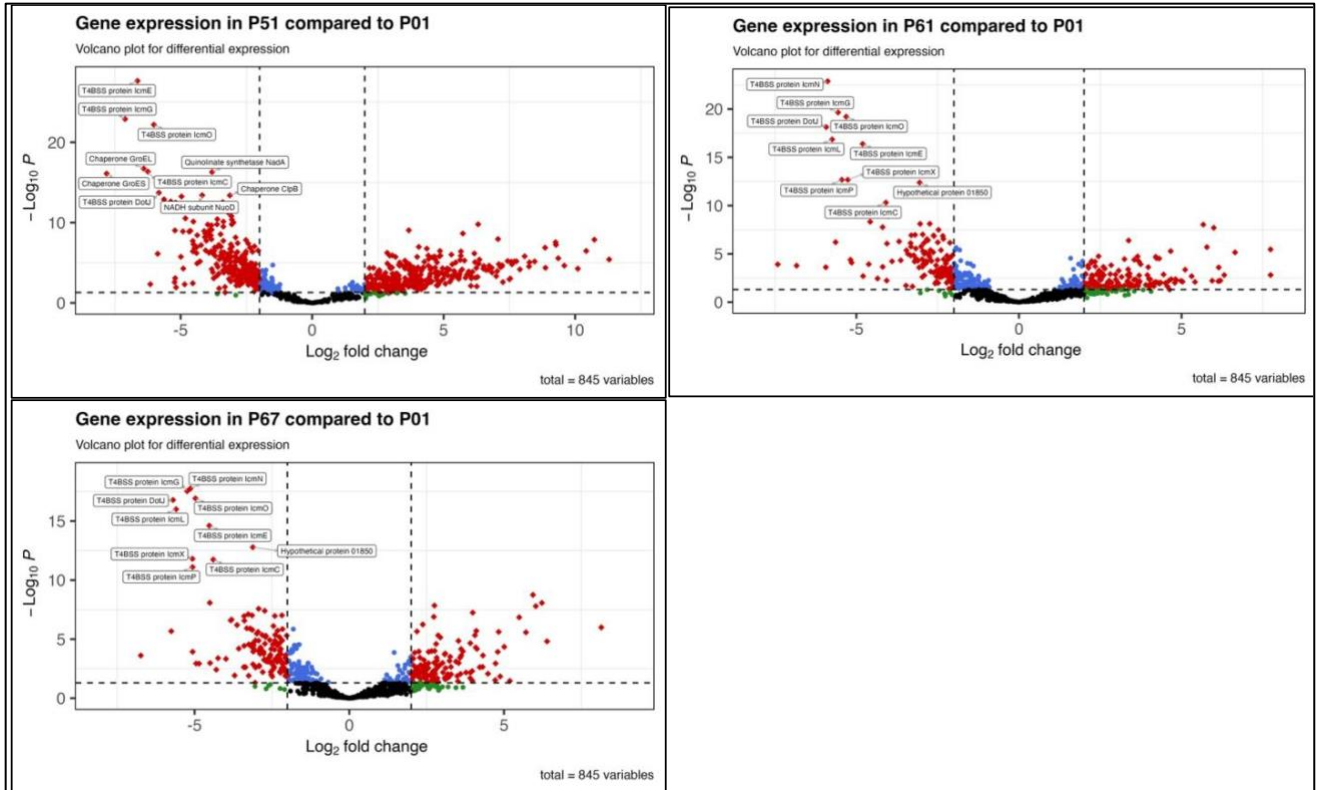 Gene expression in P51 compared to P01
Volcano plot for differential expression
T4BSS protein IcmE
T4BSS protein IcmG
T4BSS protein IcmO
Chaperone GroEL
Quinolinate synthetase NadA
Chaperone GroES
T4BSS protein IcmC
Chaperone ClpB
T4BSS protein DotU
NADH subunit NuoD
20
10
0
−Log10 P
-5
0
5
10
Log2 fold change
total = 845 variables
Gene expression in P61 compared to P01
Volcano plot for differential expression
T4BSS protein IcmN
T4BSS protein IcmG
T4BSS protein DotU
T4BSS protein IcmO
T4BSS protein IcmL
T4BSS protein IcmE
T4BSS protein IcmX
T4BSS protein IcmP
Hypothetical protein 01850
T4BSS protein IcmC
20
15
10
5
0
−Log10 P
-5
0
5
Log2 fold change
total = 845 variables
Gene expression in P67 compared to P01
Volcano plot for differential expression
T4BSS protein IcmN
T4BSS protein IcmG
T4BSS protein DotU
T4BSS protein IcmO
T4BSS protein IcmL
T4BSS protein IcmE
T4BSS protein IcmX
Hypothetical protein 01850
T4BSS protein IcmC
T4BSS protein IcmP
15
10
5
0
−Log10 P
-5
0
5
Log2 fold change
total = 845 variables